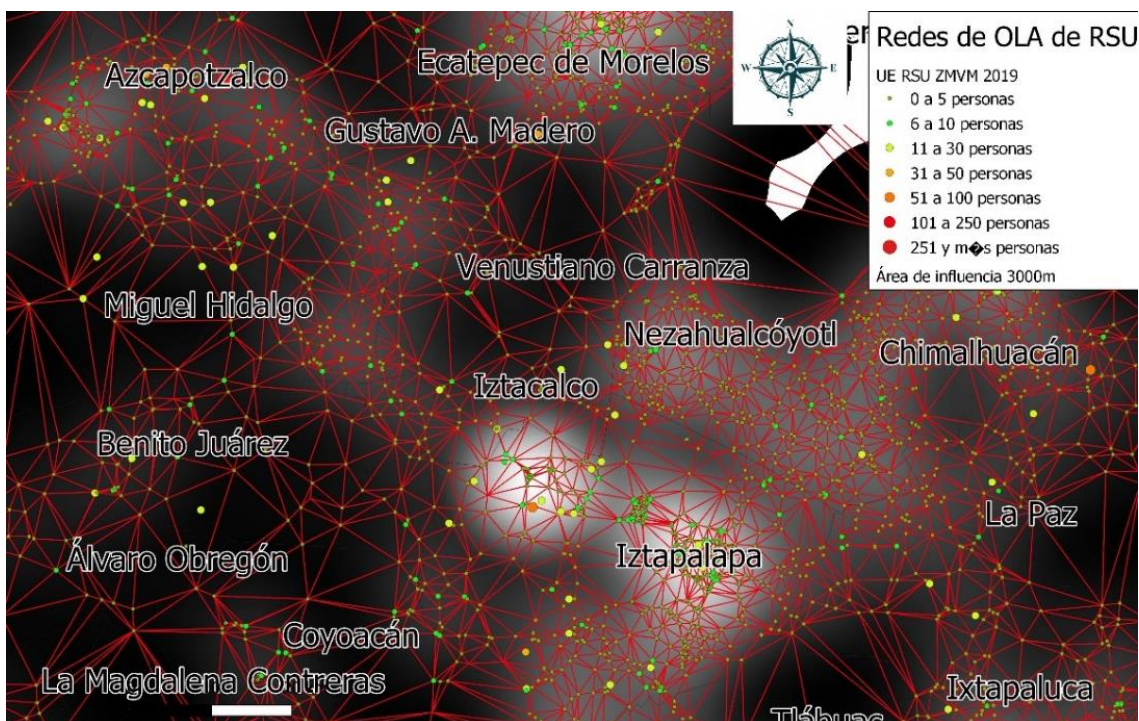 Redes de OLA de RSU
UE RSU ZMVM 2019
0 a 5 personas
6 a 10 personas
11 a 30 personas
31 a 50 personas
51 a 100 personas
101 a 250 personas
251 y m�s personas
Área de influencia 3000m
N
W
E
S
Azcapotzalco
Ecatepec de Morelos
Gustavo A. Madero
Venustiano Carranza
Miguel Hidalgo
Nezahualcóyotl
Chimalhuacán
Iztacalco
Benito Juárez
La Paz
Álvaro Obregón
Iztapalapa
Coyoacán
La Magdalena Contreras
Ixtapaluca
Tláhuac